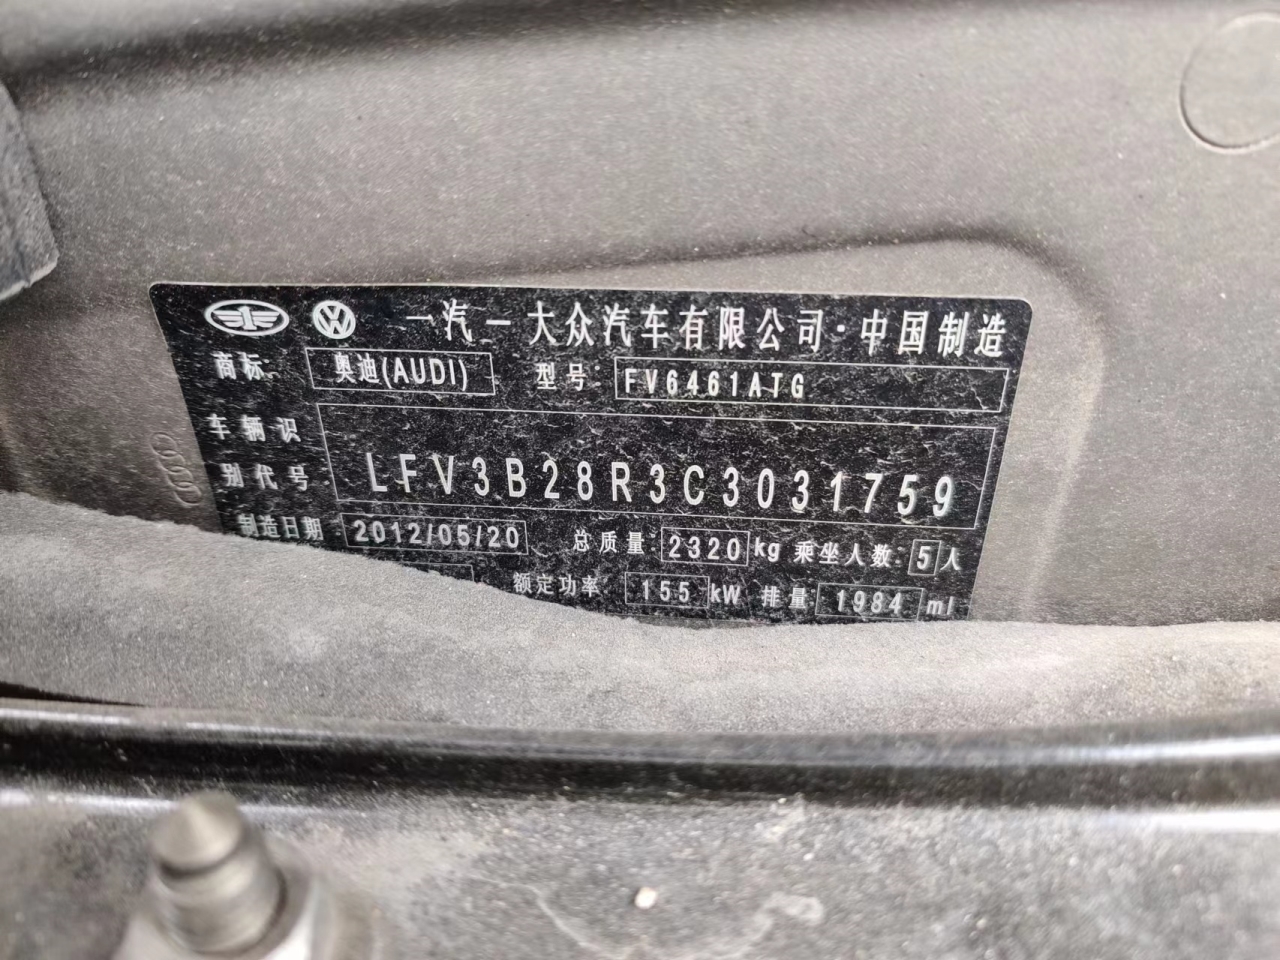 一汽－大众汽车有限公司·中国制造
商标: 奥迪(AUDI) 型号: FV6461ATG
车辆识
别代号 LFV3B28R3C3031759
制造日期 2012/05/20 总质量: 2320 kg 乘坐人数: 5 人
额定功率 155 kW 排量 1984 ml